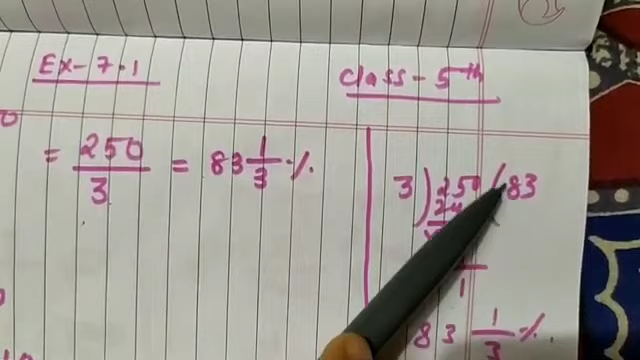 Ex-7.1
Class-5th
= 250/3 = 83 1/3 %
3)250(83
24
1
83 1/3 %